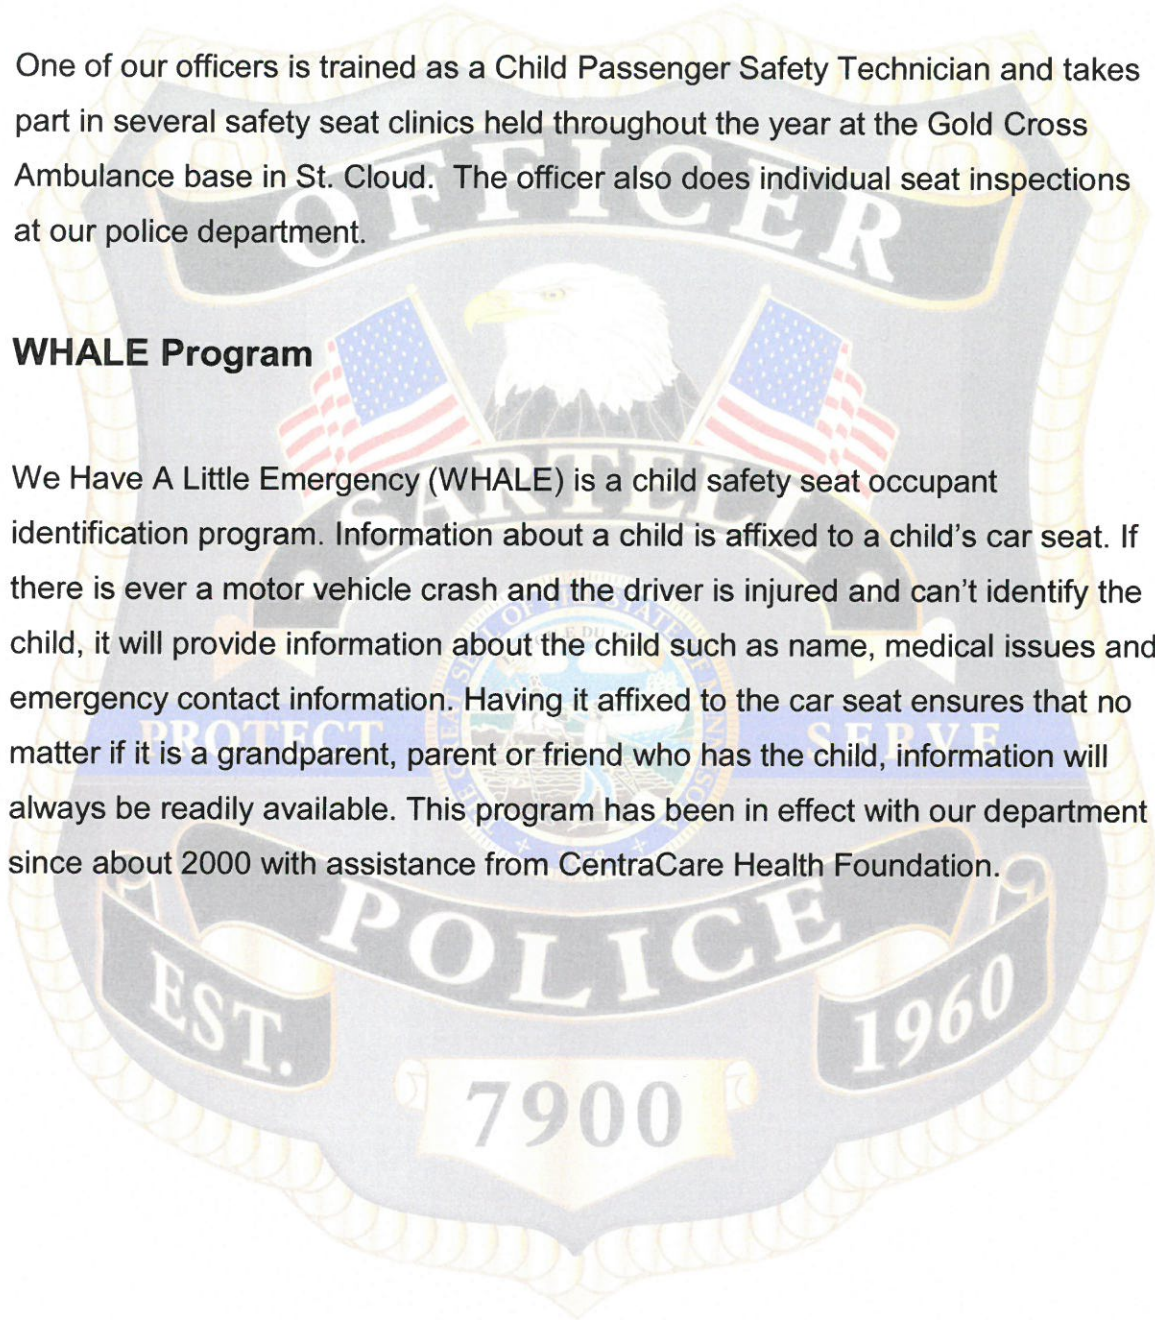 One of our officers is trained as a Child Passenger Safety Technician and takes
part in several safety seat clinics held throughout the year at the Gold Cross
Ambulance base in St. Cloud.  The officer also does individual seat inspections
at our police department.
OFFICER
WHALE Program
We Have A Little Emergency (WHALE) is a child safety seat occupant
SARTELL
identification program. Information about a child is affixed to a child's car seat. If
there is ever a motor vehicle crash and the driver is injured and can't identify the
child, it will provide information about the child such as name, medical issues and
emergency contact information. Having it affixed to the car seat ensures that no
PROTECT SERVE
matter if it is a grandparent, parent or friend who has the child, information will
always be readily available. This program has been in effect with our department
since about 2000 with assistance from CentraCare Health Foundation.
POLICE
EST. 1960
7900